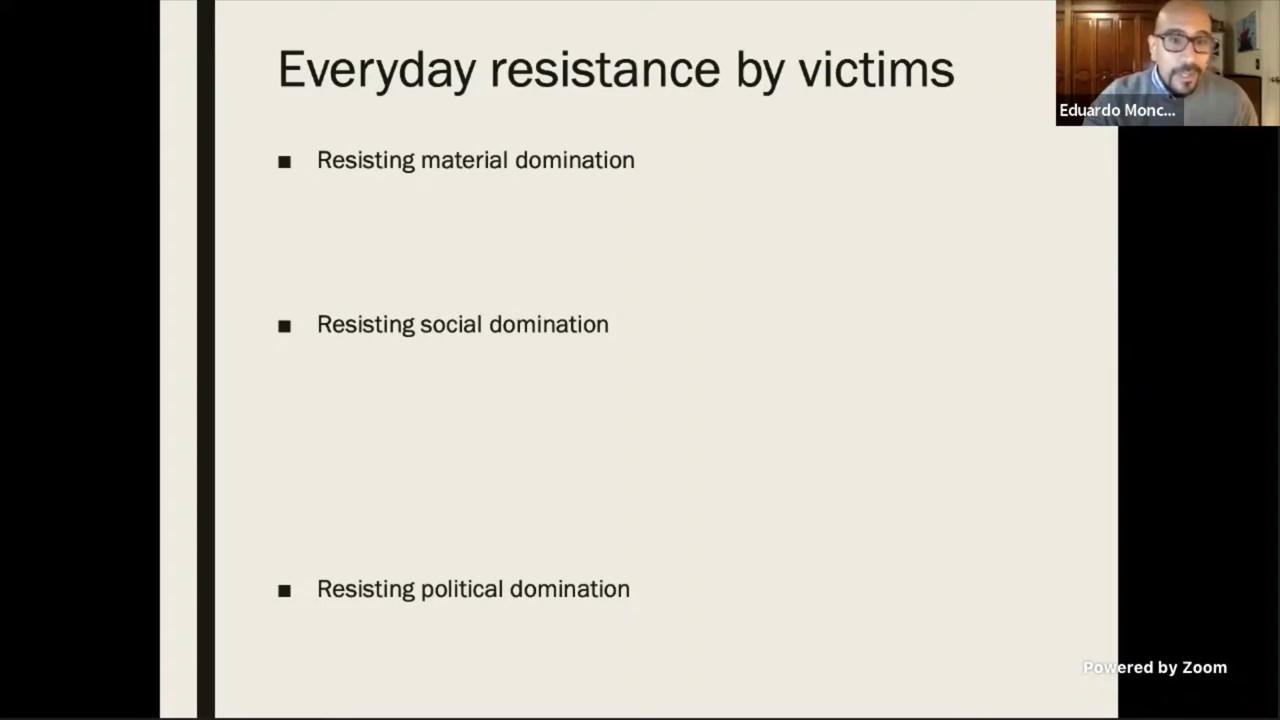 Everyday resistance by victims
Eduardo Monc...
■ Resisting material domination
■ Resisting social domination
■ Resisting political domination
Powered by Zoom